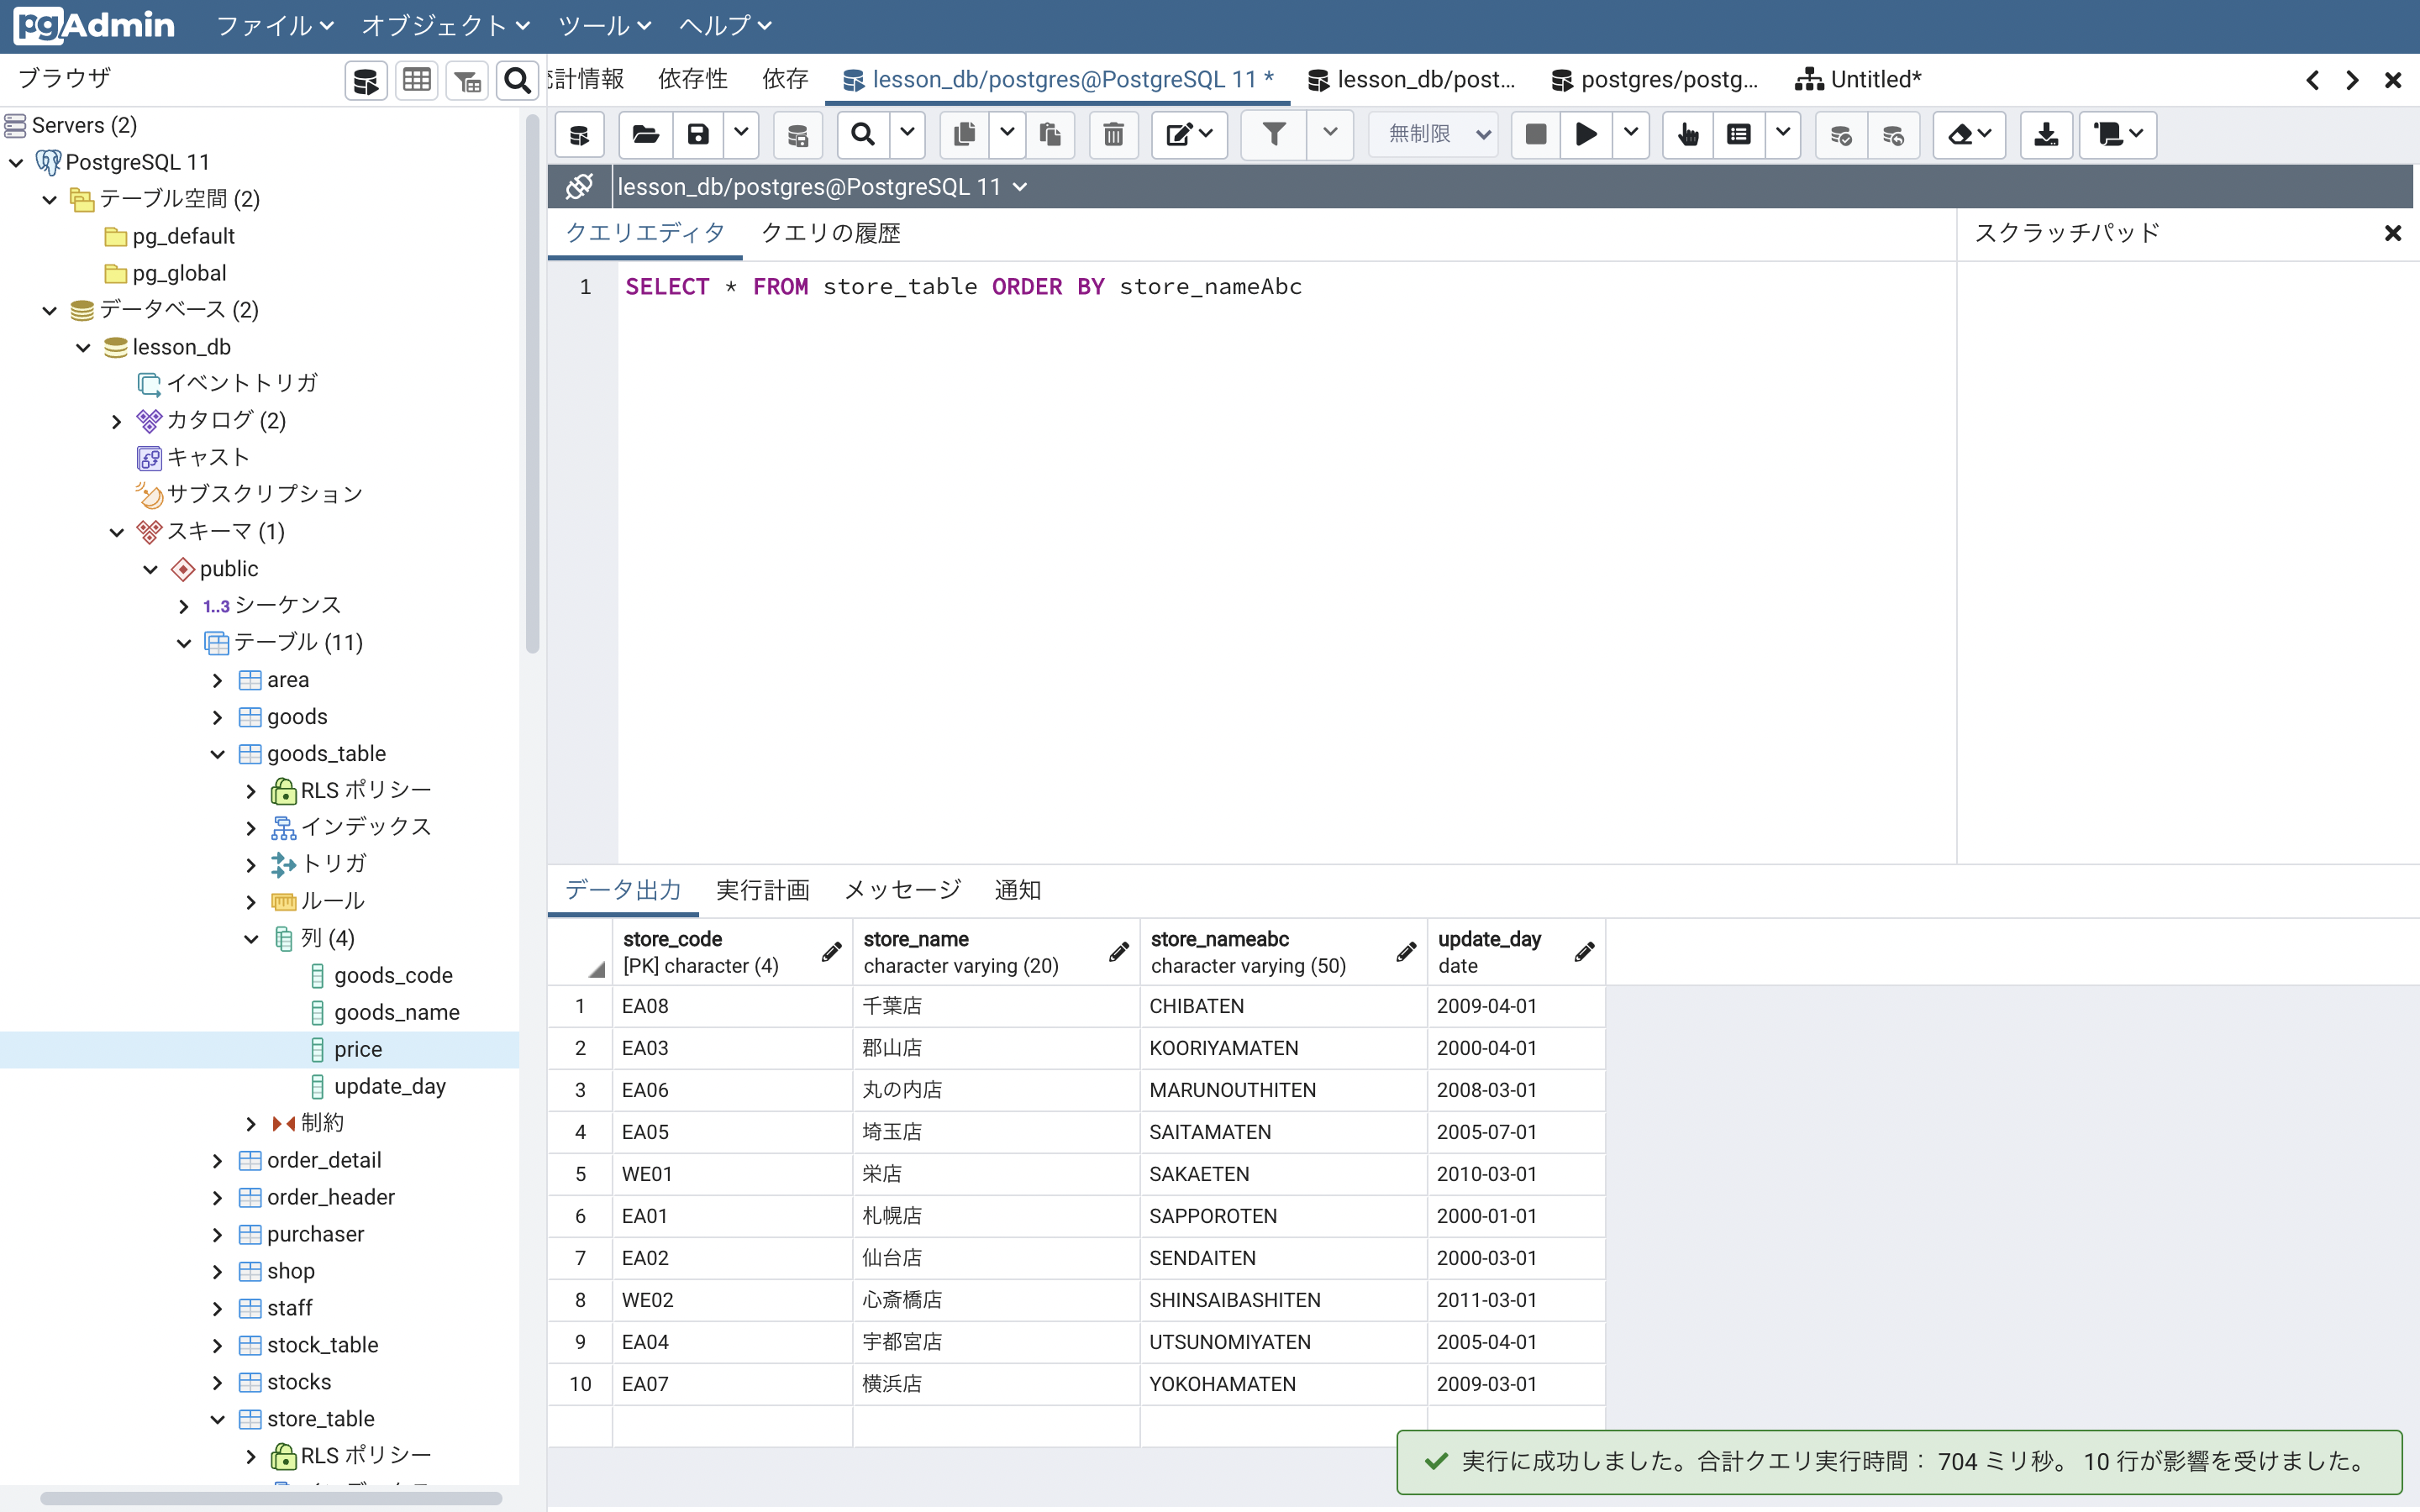 pgAdmin ファイル オブジェクト ツール ヘルプ
ブラウザ
Servers (2)
PostgreSQL 11
テーブル空間 (2)
pg_default
pg_global
データベース (2)
lesson_db
イベントトリガ
カタログ (2)
キャスト
サブスクリプション
スキーマ (1)
public
1..3 シーケンス
テーブル (11)
area
goods
goods_table
RLS ポリシー
インデックス
トリガ
ルール
列 (4)
goods_code
goods_name
price
update_day
制約
order_detail
order_header
purchaser
shop
staff
stock_table
stocks
store_table
RLS ポリシー
計情報 依存性 依存 lesson_db/postgres@PostgreSQL 11 * lesson_db/post... postgres/postg... Untitled*
無制限
lesson_db/postgres@PostgreSQL 11
クエリエディタ クエリの履歴 スクラッチパッド
1 SELECT * FROM store_table ORDER BY store_nameAbc
データ出力 実行計画 メッセージ 通知
store_code store_name store_nameabc update_day
[PK] character (4) character varying (20) character varying (50) date
1 EA08 千葉店 CHIBATEN 2009-04-01
2 EA03 郡山店 KOORIYAMATEN 2000-04-01
3 EA06 丸の内店 MARUNOUTHITEN 2008-03-01
4 EA05 埼玉店 SAITAMATEN 2005-07-01
5 WE01 栄店 SAKAETEN 2010-03-01
6 EA01 札幌店 SAPPOROTEN 2000-01-01
7 EA02 仙台店 SENDAITEN 2000-03-01
8 WE02 心斎橋店 SHINSAIBASHITEN 2011-03-01
9 EA04 宇都宮店 UTSUNOMIYATEN 2005-04-01
10 EA07 横浜店 YOKOHAMATEN 2009-03-01
実行に成功しました。合計クエリ実行時間： 704 ミリ秒。 10 行が影響を受けました。